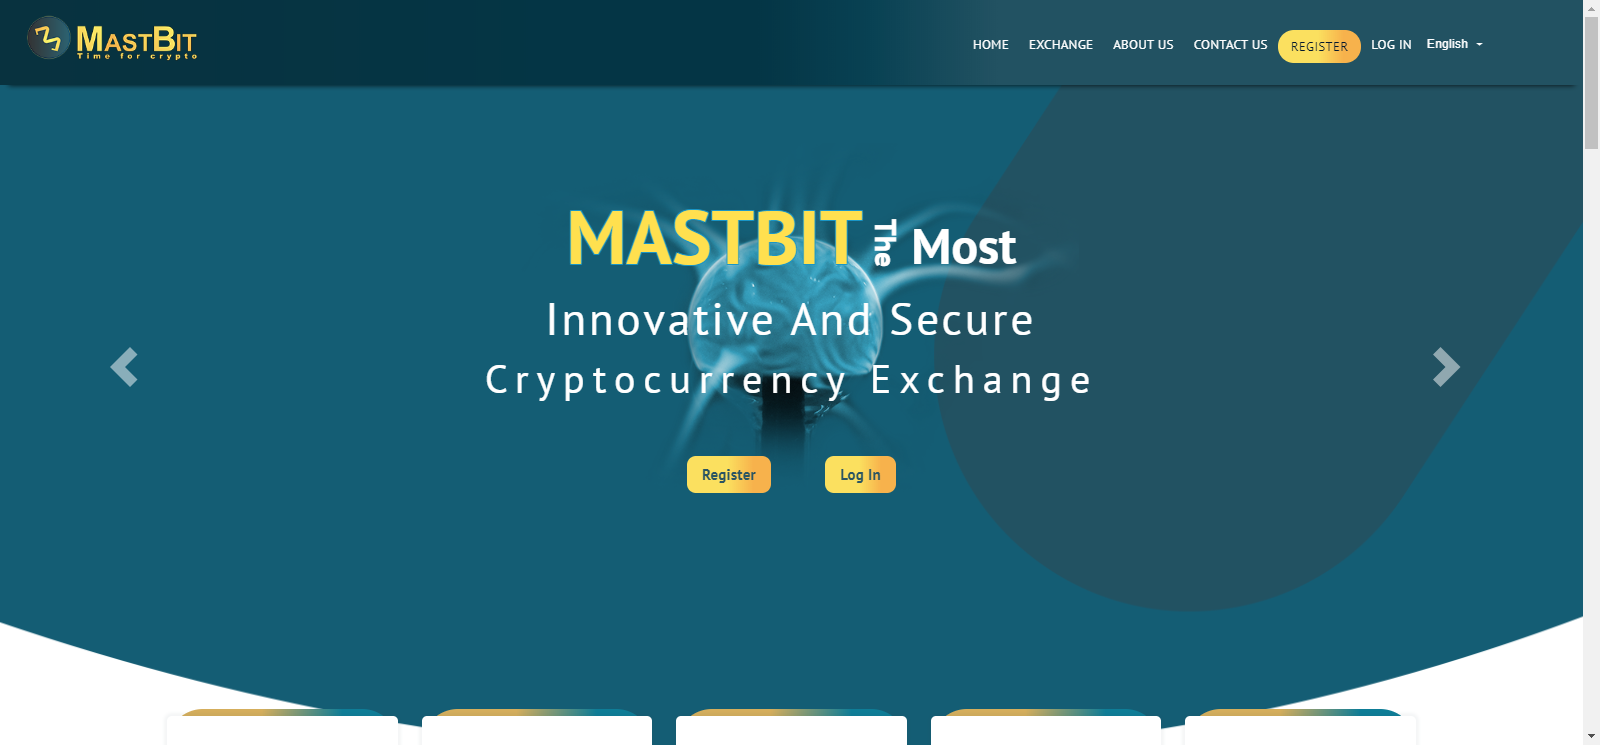 MASTBIT
Time for crypto
HOME EXCHANGE ABOUT US CONTACT US REGISTER LOG IN English
MASTBIT The Most
Innovative And Secure
Cryptocurrency Exchange
Register Log In